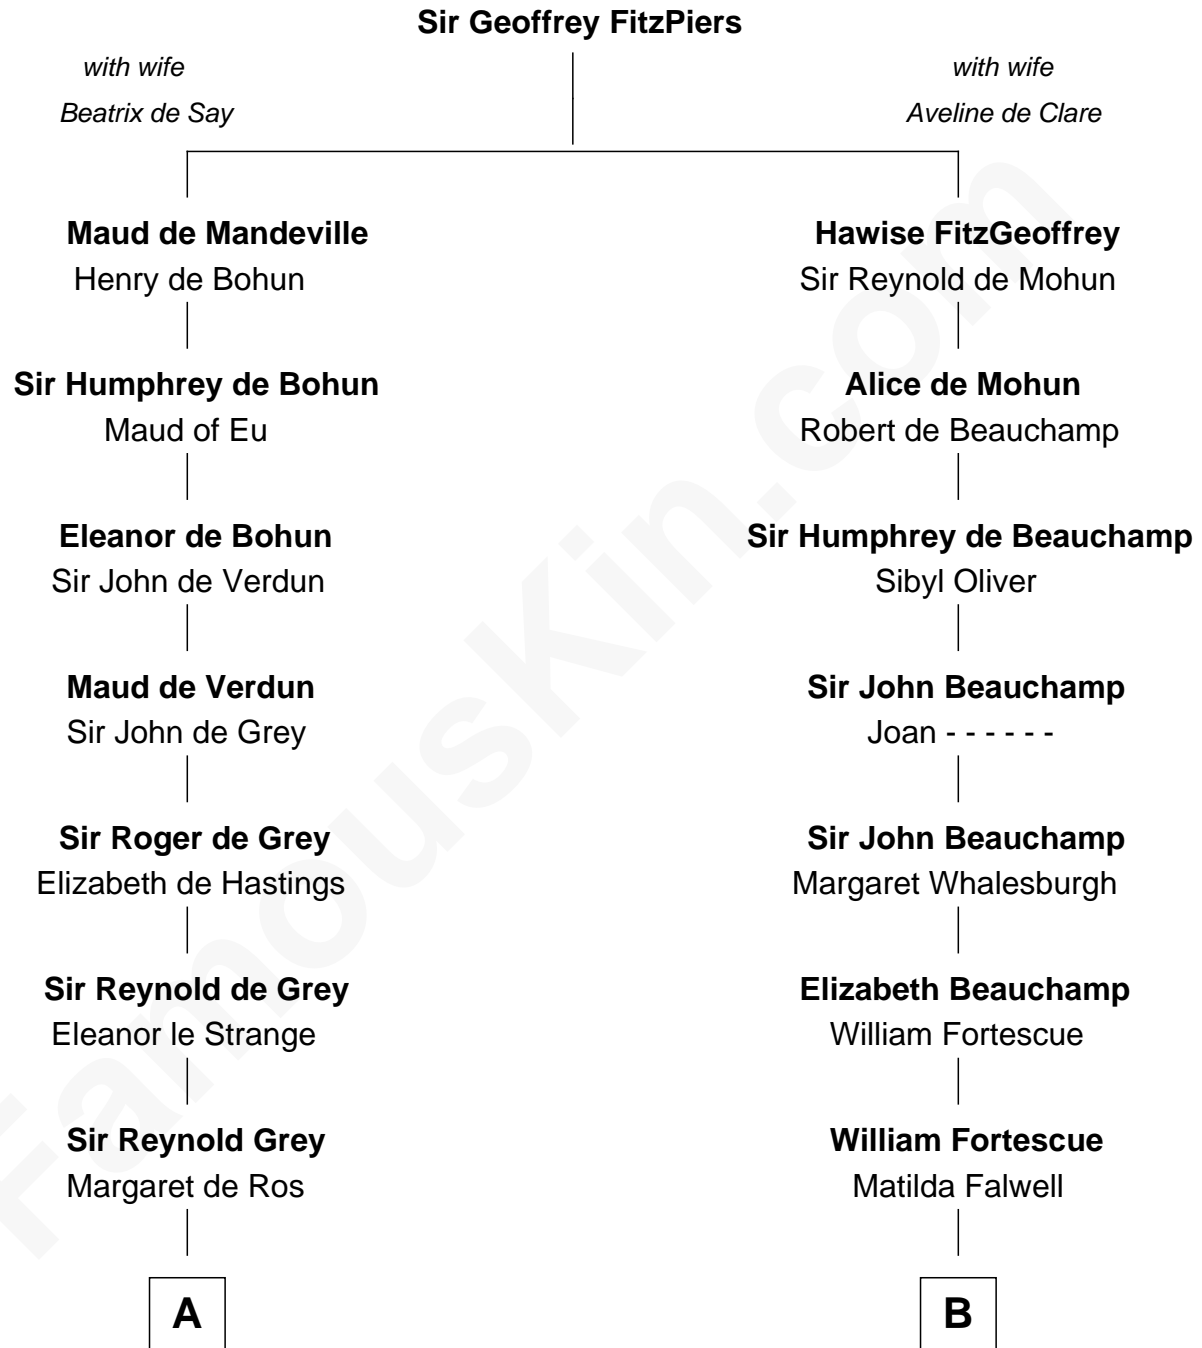 Sir Geoffrey FitzPiers
with wife
Beatrix de Say
with wife
Aveline de Clare
Maud de Mandeville
Henry de Bohun
Hawise FitzGeoffrey
Sir Reynold de Mohun
Sir Humphrey de Bohun
Maud of Eu
Alice de Mohun
Robert de Beauchamp
Eleanor de Bohun
Sir John de Verdun
Sir Humphrey de Beauchamp
Sibyl Oliver
Maud de Verdun
Sir John de Grey
Sir John Beauchamp
Joan - - - - - -
Sir Roger de Grey
Elizabeth de Hastings
Sir John Beauchamp
Margaret Whalesburgh
Sir Reynold de Grey
Eleanor le Strange
Elizabeth Beauchamp
William Fortescue
Sir Reynold Grey
Margaret de Ros
William Fortescue
Matilda Falwell
A
B
FamousKin.com